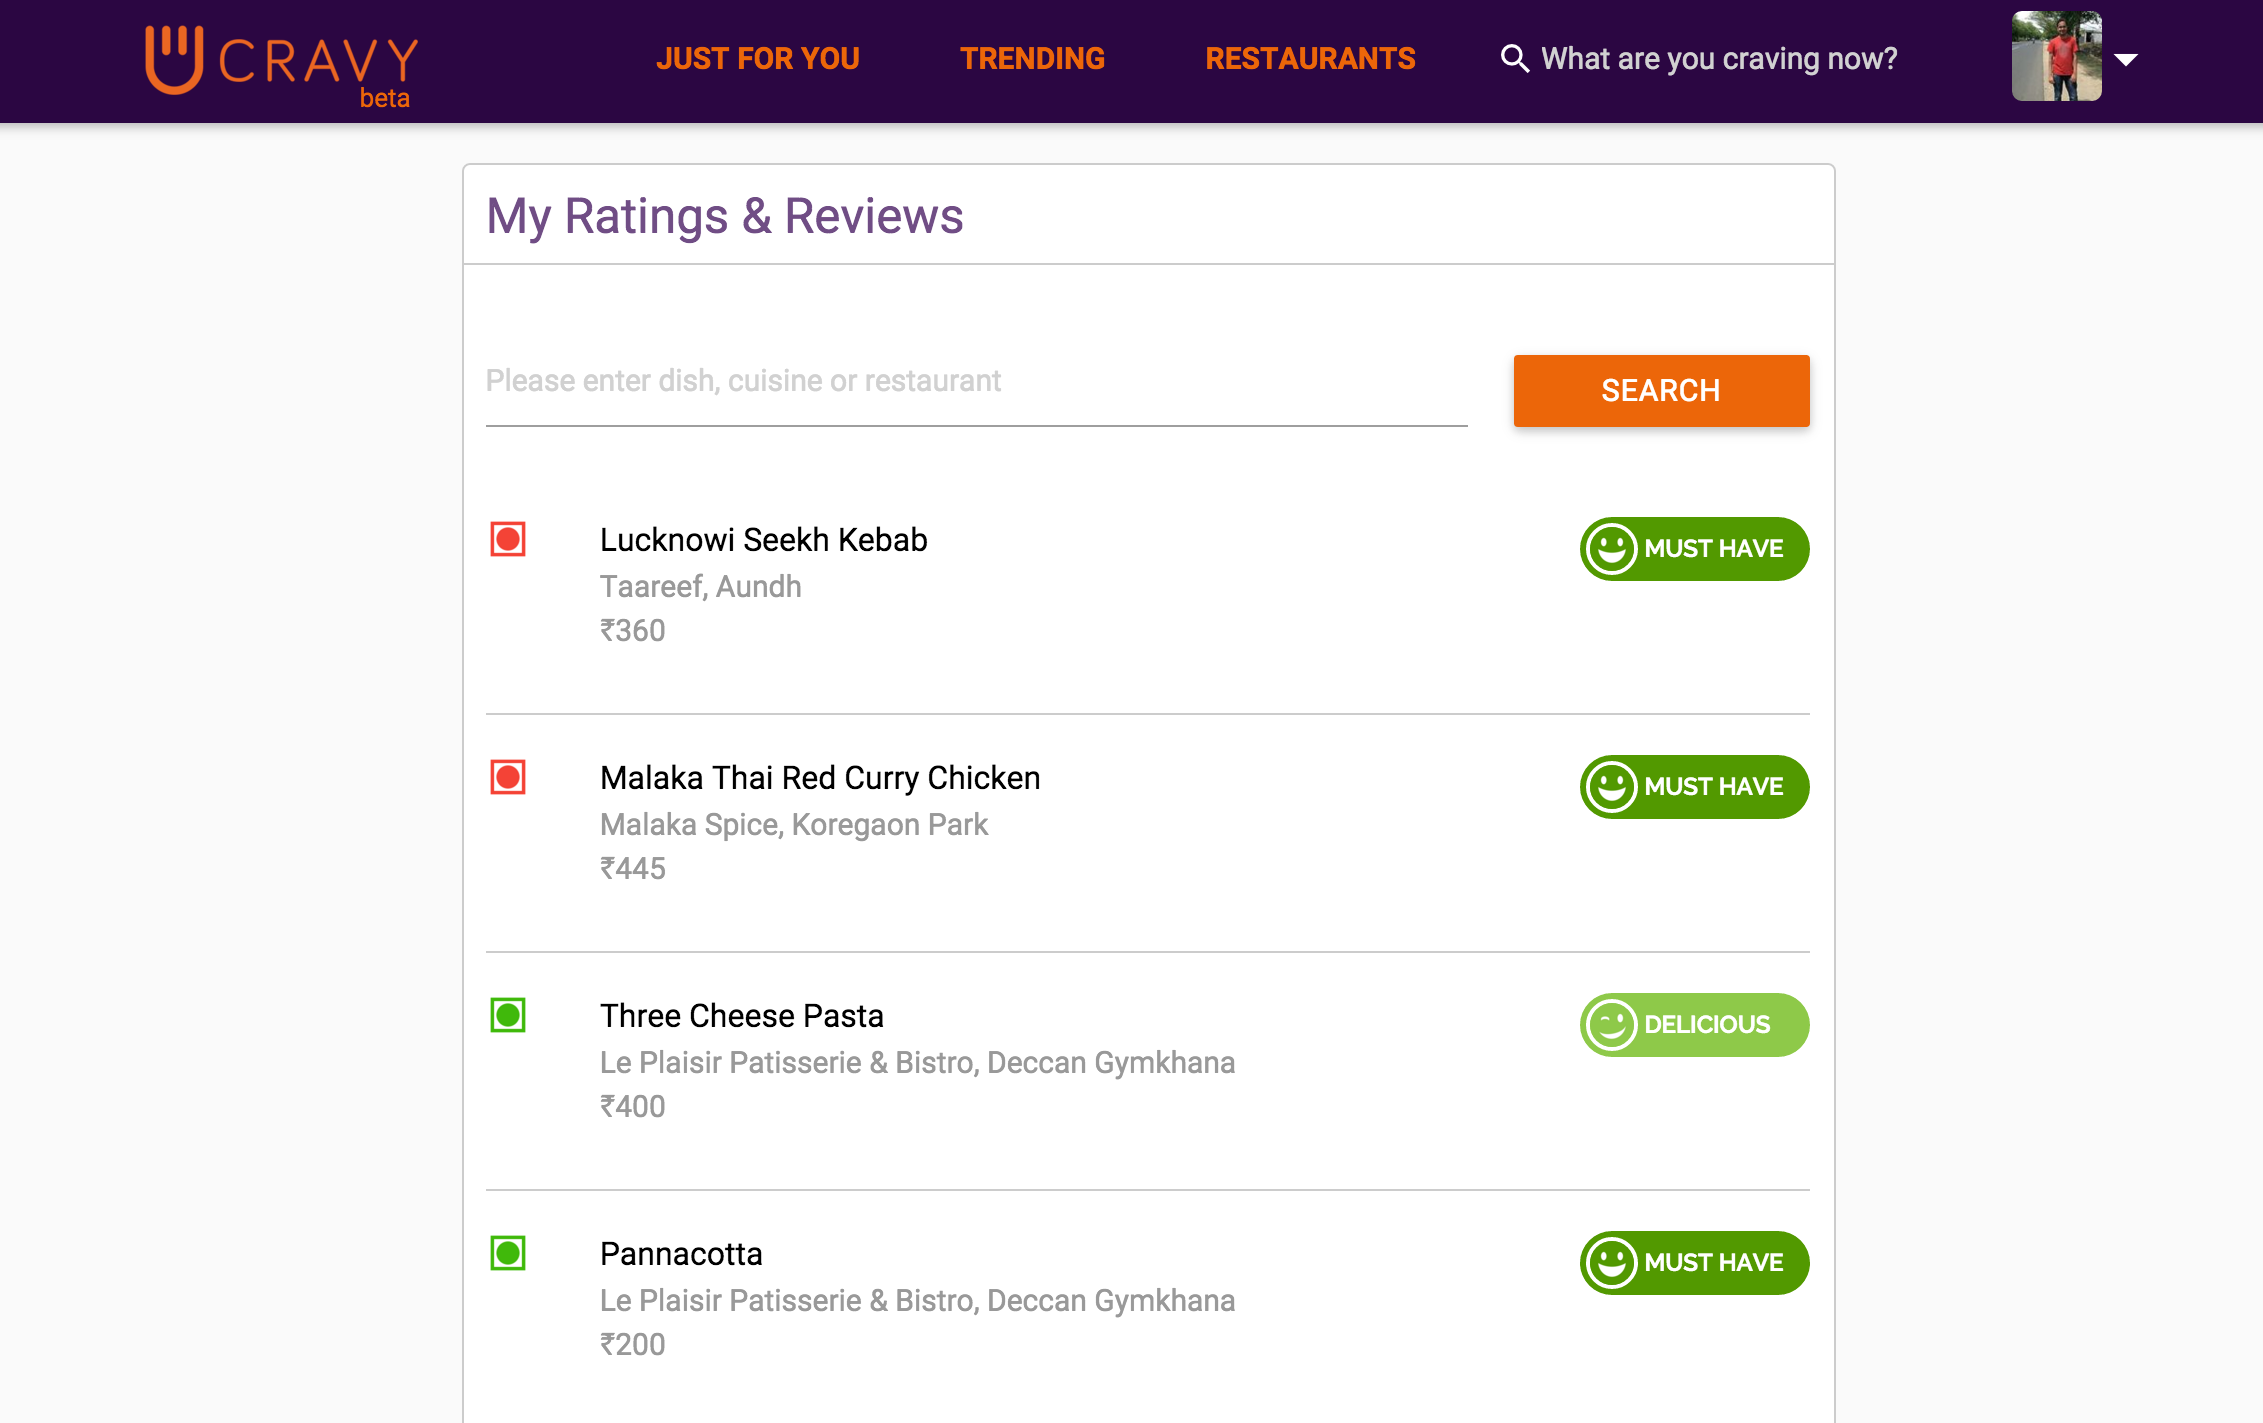 CRAVY
beta
JUST FOR YOU
TRENDING
RESTAURANTS
What are you craving now?
My Ratings & Reviews
Please enter dish, cuisine or restaurant
SEARCH
Lucknowi Seekh Kebab
MUST HAVE
Taareef, Aundh
₹360
Malaka Thai Red Curry Chicken
MUST HAVE
Malaka Spice, Koregaon Park
₹445
Three Cheese Pasta
DELICIOUS
Le Plaisir Patisserie & Bistro, Deccan Gymkhana
₹400
Pannacotta
MUST HAVE
Le Plaisir Patisserie & Bistro, Deccan Gymkhana
₹200